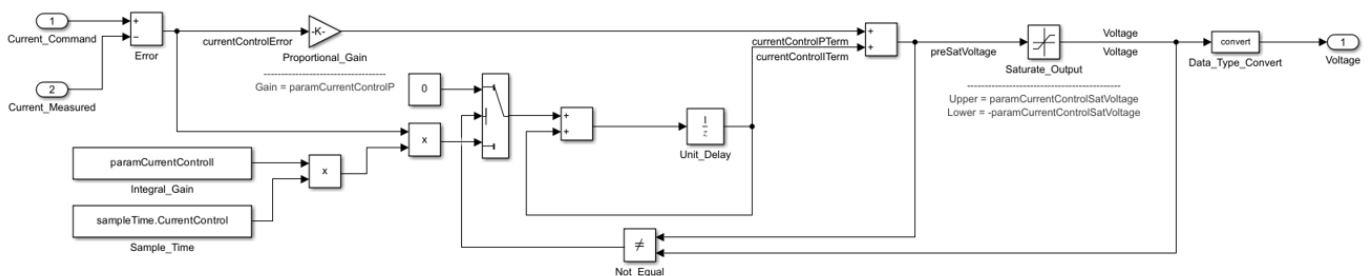 1
Current_Command
+
−
Error
2
Current_Measured
currentControlError
-K-
Proportional_Gain
--------------------------------
Gain = paramCurrentControlP
0
x
paramCurrentControlI
Integral_Gain
x
sampleTime.CurrentControl
Sample_Time
+
+
1
z
Unit_Delay
currentControlPTerm
currentControlITerm
+
+
preSatVoltage
Saturate_Output
--------------------------------------------
Upper = paramCurrentControlSatVoltage
Lower = -paramCurrentControlSatVoltage
Voltage
Voltage
convert
Data_Type_Convert
1
Voltage
≠
Not_Equal